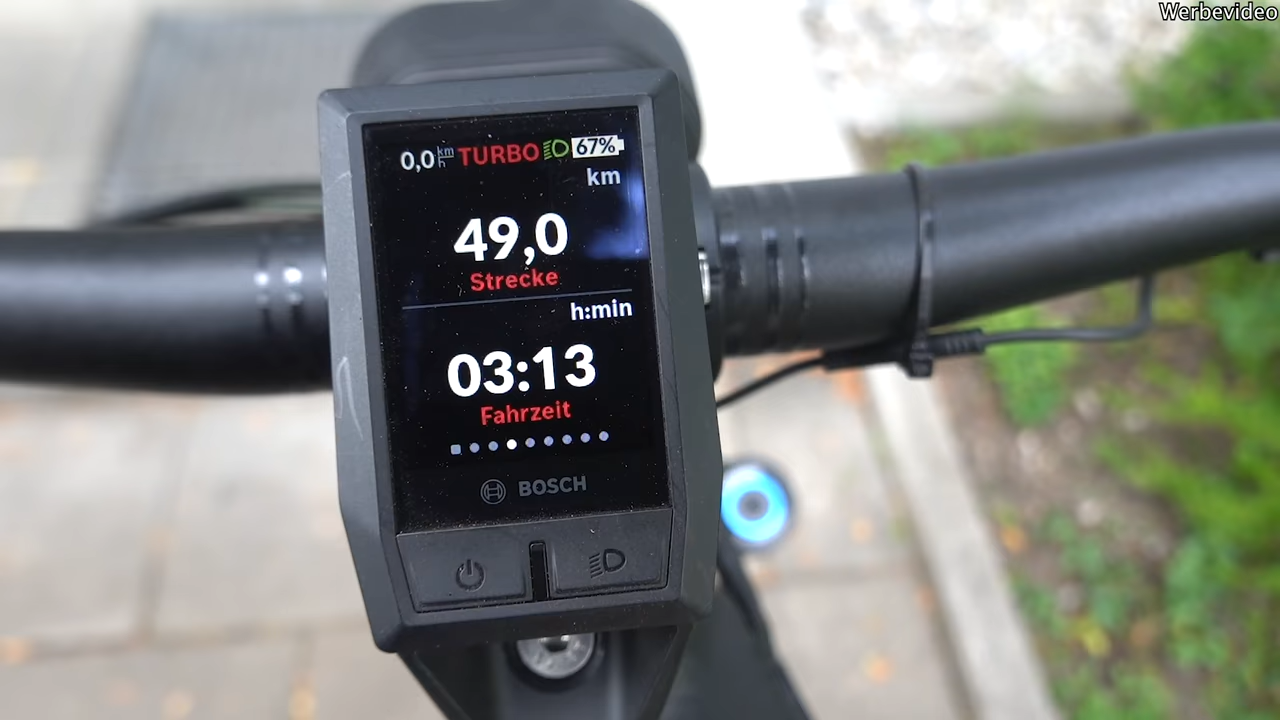 Werbevideo
0,0 km/h TURBO 67%
km
49,0
Strecke
h:min
03:13
Fahrzeit
BOSCH